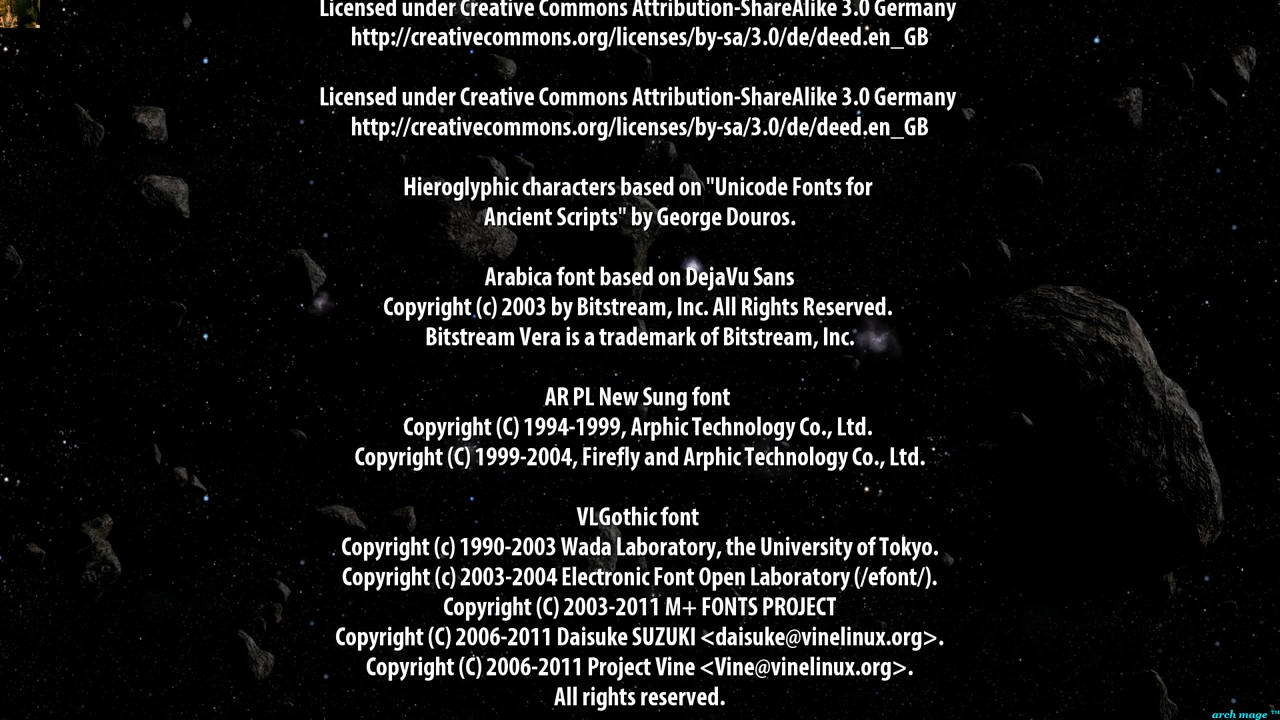 Licensed under Creative Commons Attribution-ShareAlike 3.0 Germany
http://creativecommons.org/licenses/by-sa/3.0/de/deed.en_GB
Licensed under Creative Commons Attribution-ShareAlike 3.0 Germany
http://creativecommons.org/licenses/by-sa/3.0/de/deed.en_GB
Hieroglyphic characters based on "Unicode Fonts for
Ancient Scripts" by George Douros.
Arabica font based on DejaVu Sans
Copyright (c) 2003 by Bitstream, Inc. All Rights Reserved.
Bitstream Vera is a trademark of Bitstream, Inc.
AR PL New Sung font
Copyright (C) 1994-1999, Arphic Technology Co., Ltd.
Copyright (C) 1999-2004, Firefly and Arphic Technology Co., Ltd.
VLGothic font
Copyright (c) 1990-2003 Wada Laboratory, the University of Tokyo.
Copyright (c) 2003-2004 Electronic Font Open Laboratory (/efont/).
Copyright (C) 2003-2011 M+ FONTS PROJECT
Copyright (C) 2006-2011 Daisuke SUZUKI <daisuke@vinelinux.org>.
Copyright (C) 2006-2011 Project Vine <Vine@vinelinux.org>.
All rights reserved.
arch mage ™